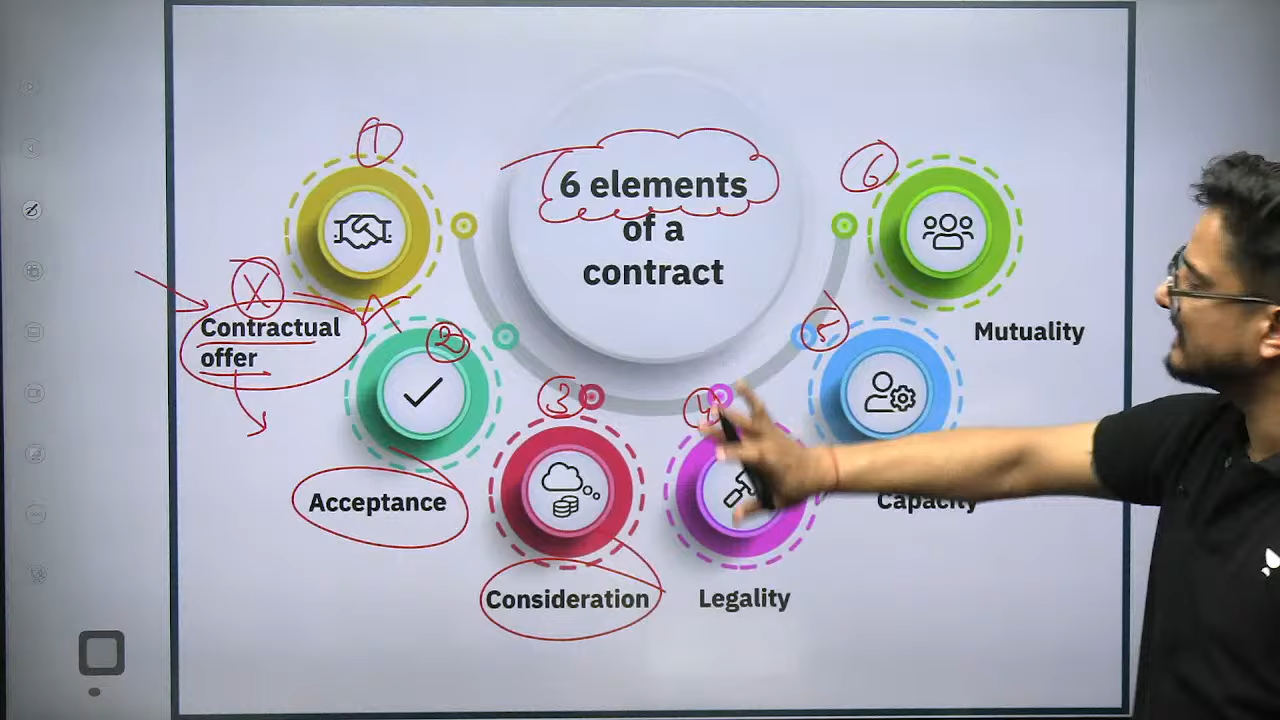 6 elements
of a
contract
1
Contractual
offer
X
2
Acceptance
3
Consideration
4
Legality
5
Capacity
6
Mutuality